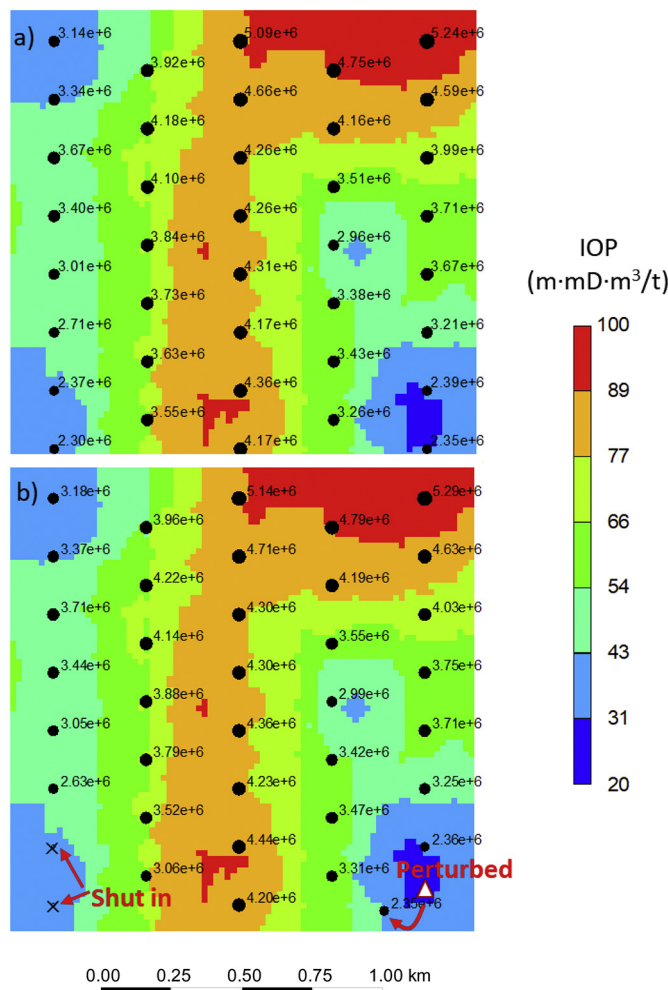 a)
3.14e+6
5.09e+6
5.24e+6
3.92e+6
4.75e+6
3.34e+6
4.66e+6
4.59e+6
4.18e+6
4.16e+6
3.67e+6
4.26e+6
3.99e+6
4.10e+6
3.51e+6
3.40e+6
4.26e+6
3.71e+6
3.84e+6
2.96e+6
3.01e+6
4.31e+6
3.67e+6
3.73e+6
3.38e+6
2.71e+6
4.17e+6
3.21e+6
3.63e+6
3.43e+6
2.37e+6
4.36e+6
2.39e+6
3.55e+6
3.26e+6
2.30e+6
4.17e+6
2.35e+6
IOP
(m·mD·m³/t)
100
89
77
66
54
43
31
20
b)
3.18e+6
5.14e+6
5.29e+6
3.96e+6
4.79e+6
3.37e+6
4.71e+6
4.63e+6
4.22e+6
4.19e+6
3.71e+6
4.30e+6
4.03e+6
4.14e+6
3.55e+6
3.44e+6
4.30e+6
3.75e+6
3.88e+6
2.99e+6
3.05e+6
4.36e+6
3.71e+6
3.79e+6
3.42e+6
2.63e+6
4.23e+6
3.25e+6
3.52e+6
3.47e+6
4.44e+6
2.36e+6
3.06e+6
3.31e+6
Perturbed
Shut in
4.20e+6
2.35e+6
0.00 0.25 0.50 0.75 1.00 km